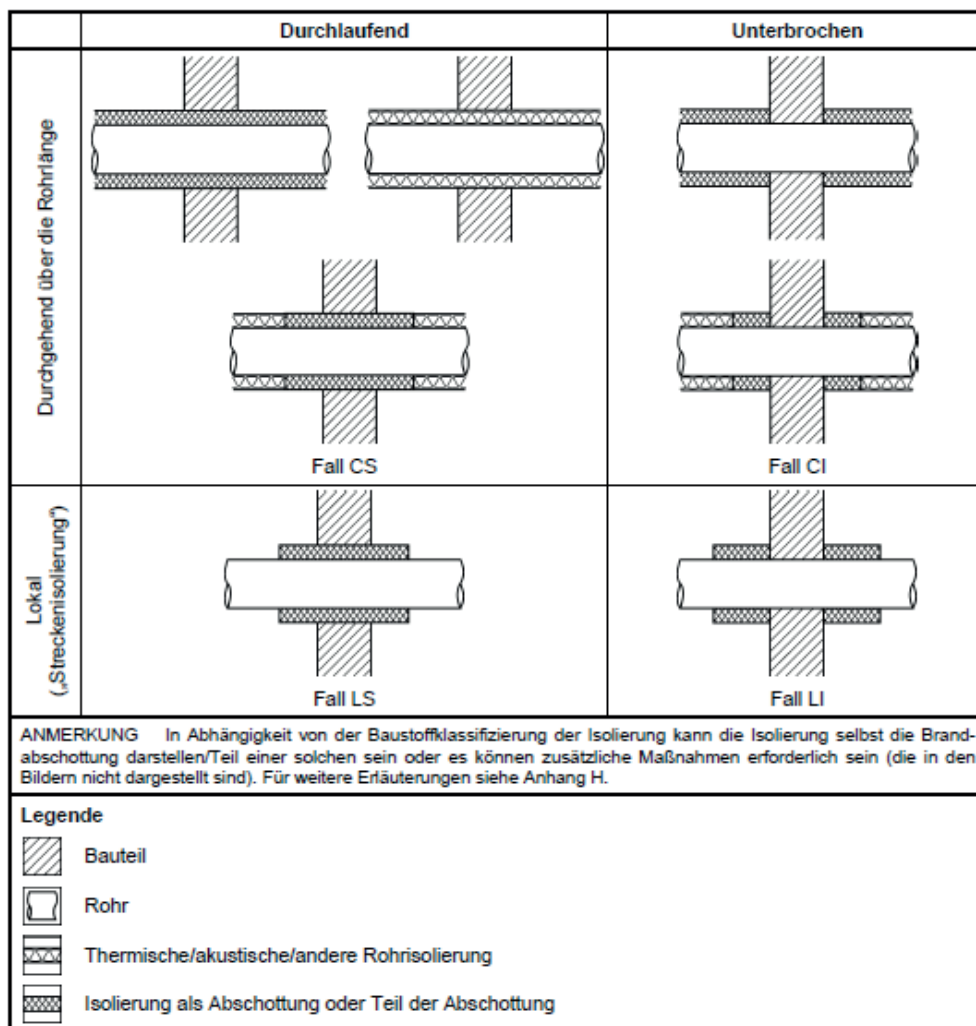 Durchlaufend
Unterbrochen
Durchgehend über die Rohrlänge
Fall CS
Fall CI
Lokal
(„Streckenisolierung“)
Fall LS
Fall LI
ANMERKUNG In Abhängigkeit von der Baustoffklassifizierung der Isolierung kann die Isolierung selbst die Brand-
abschottung darstellen/Teil einer solchen sein oder es können zusätzliche Maßnahmen erforderlich sein (die in den
Bildern nicht dargestellt sind). Für weitere Erläuterungen siehe Anhang H.
Legende
Bauteil
Rohr
Thermische/akustische/andere Rohrisolierung
Isolierung als Abschottung oder Teil der Abschottung